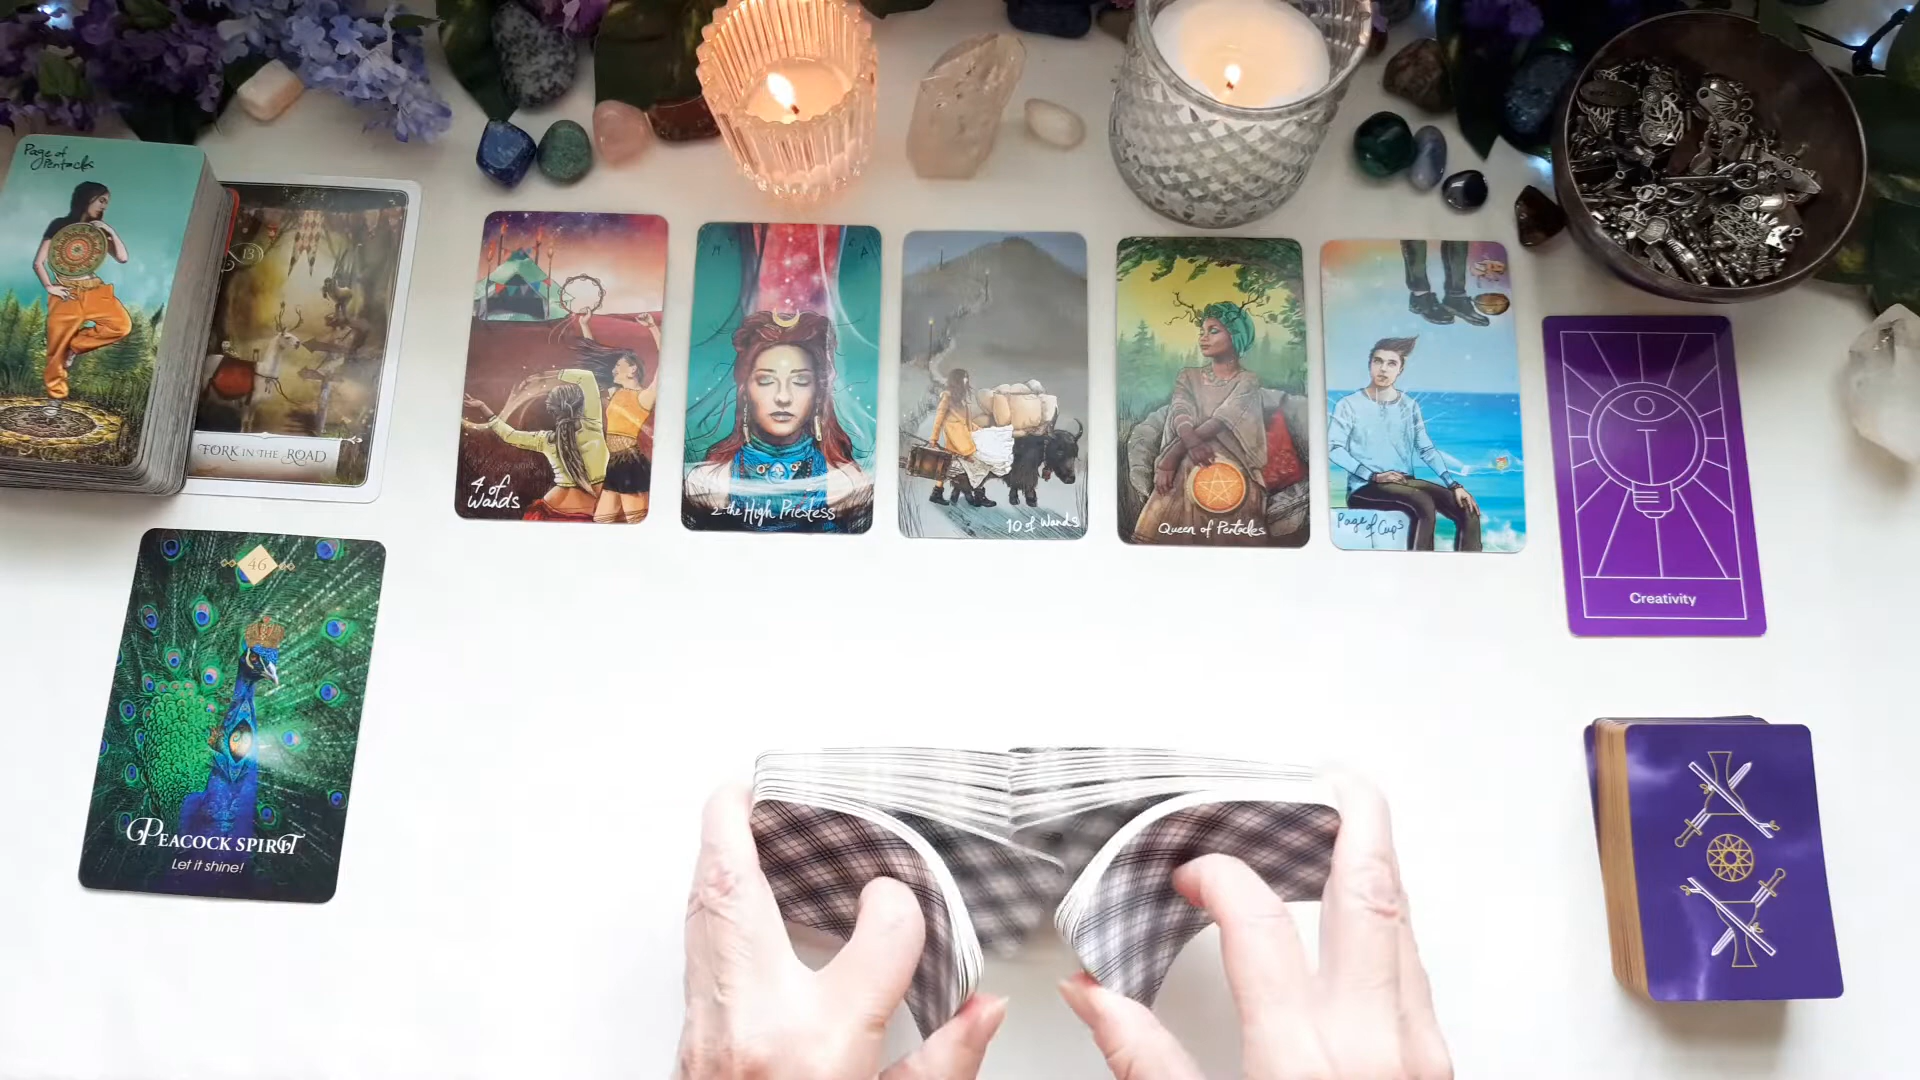 Page of
Pentacles
13
FORK IN THE ROAD
4 of
Wands
2 the High Priestess
10 of Wands
Queen of Pentacles
Page of Cups
Creativity
46
PEACOCK SPIRIT
Let it shine!